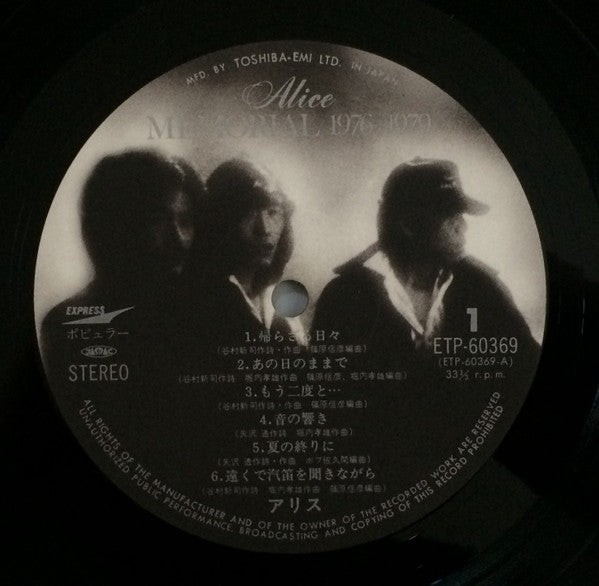 MFD. BY TOSHIBA-EMI LTD. IN JAPAN
Alice
MEMORIAL 1976-1979
EXPRESS
ポピュラー
JASRAC
STEREO
1
ETP-60369
(ETP-60369-A)
33⅓ r.p.m.
1.帰らざる日々
(谷村新司作詩・作曲 篠原信彦編曲)
2.あの日のままで
(谷村新司作詩 堀内孝雄作曲 篠原信彦、堀内孝雄編曲)
3.もう二度と…
(谷村新司作詩・作曲 篠原信彦編曲)
4.音の響き
(矢沢 透作詩 堀内孝雄作曲)
5.夏の終りに
(矢沢 透作詩・作曲 ボブ佐久間編曲)
6.遠くで汽笛を聞きながら
(谷村新司作詩 堀内孝雄作曲 篠原信彦編曲)
アリス
ALL RIGHTS OF THE MANUFACTURER AND OF THE OWNER OF THE RECORDED WORK ARE RESERVED
UNAUTHORIZED PUBLIC PERFORMANCE, BROADCASTING AND COPYING OF THIS RECORD PROHIBITED